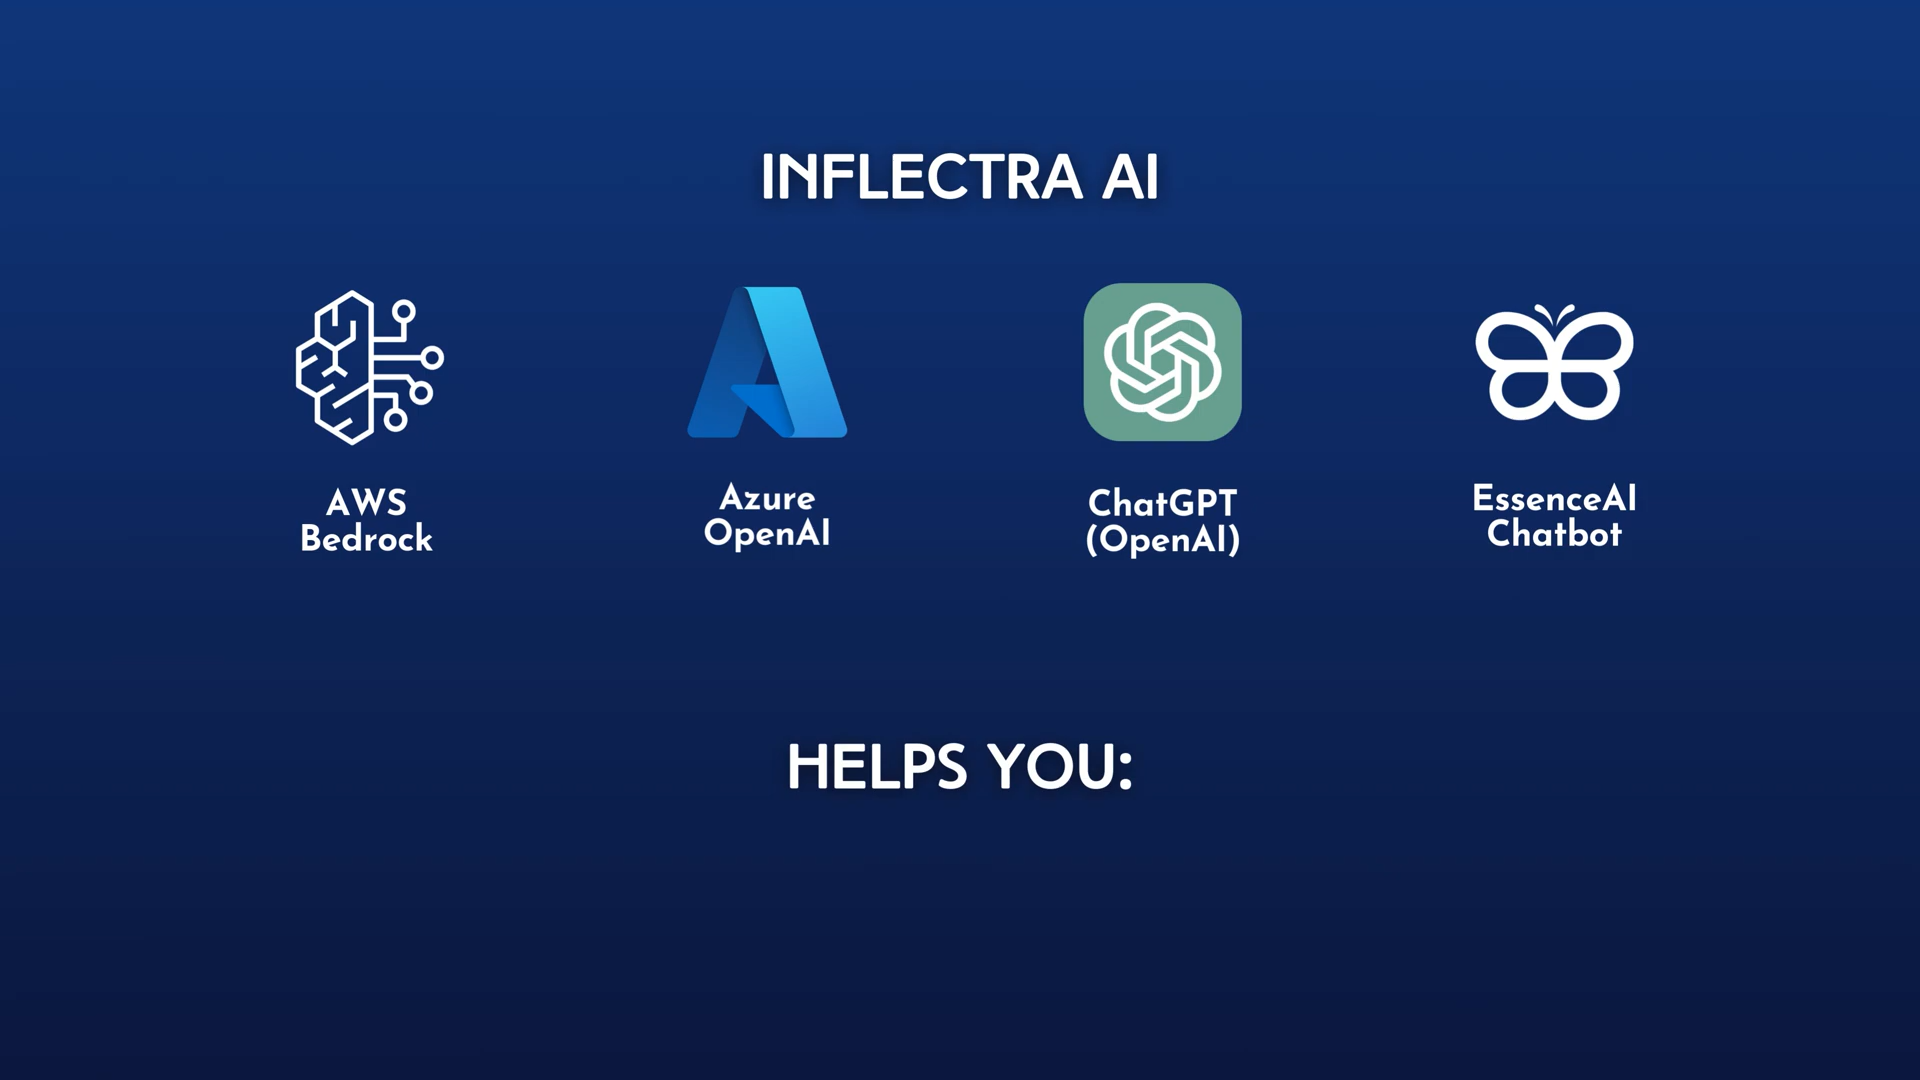 INFLECTRA AI
AWS
Bedrock
Azure
OpenAI
ChatGPT
(OpenAI)
EssenceAI
Chatbot
HELPS YOU: